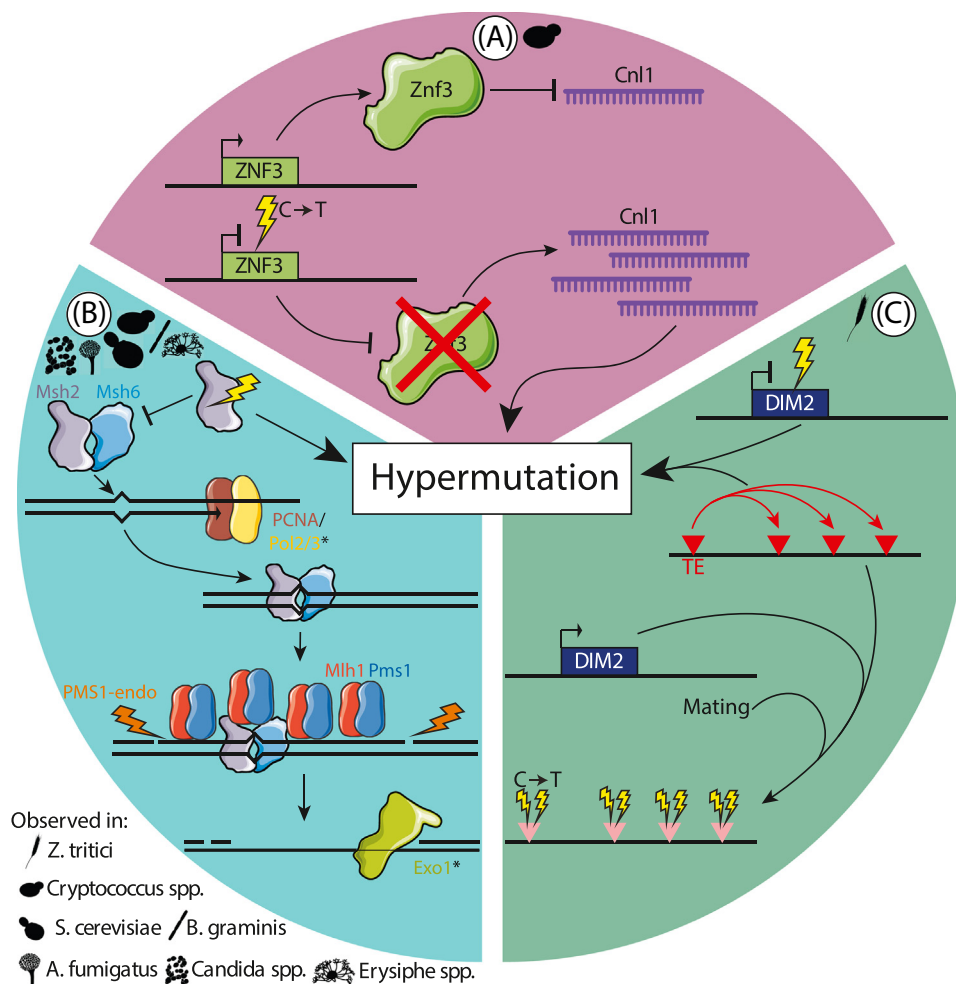 (A)
Znf3
Cnl1
ZNF3
C→T
ZNF3
Cnl1
(B)
Msh2 Msh6
PCNA/
Pol2/3*
Mlh1 Pms1
PMS1-endo
Exo1*
Hypermutation
(C)
DIM2
TE
DIM2
Mating
C→T
Observed in:
Z. tritici
Cryptococcus spp.
S. cerevisiae B. graminis
A. fumigatus Candida spp. Erysiphe spp.